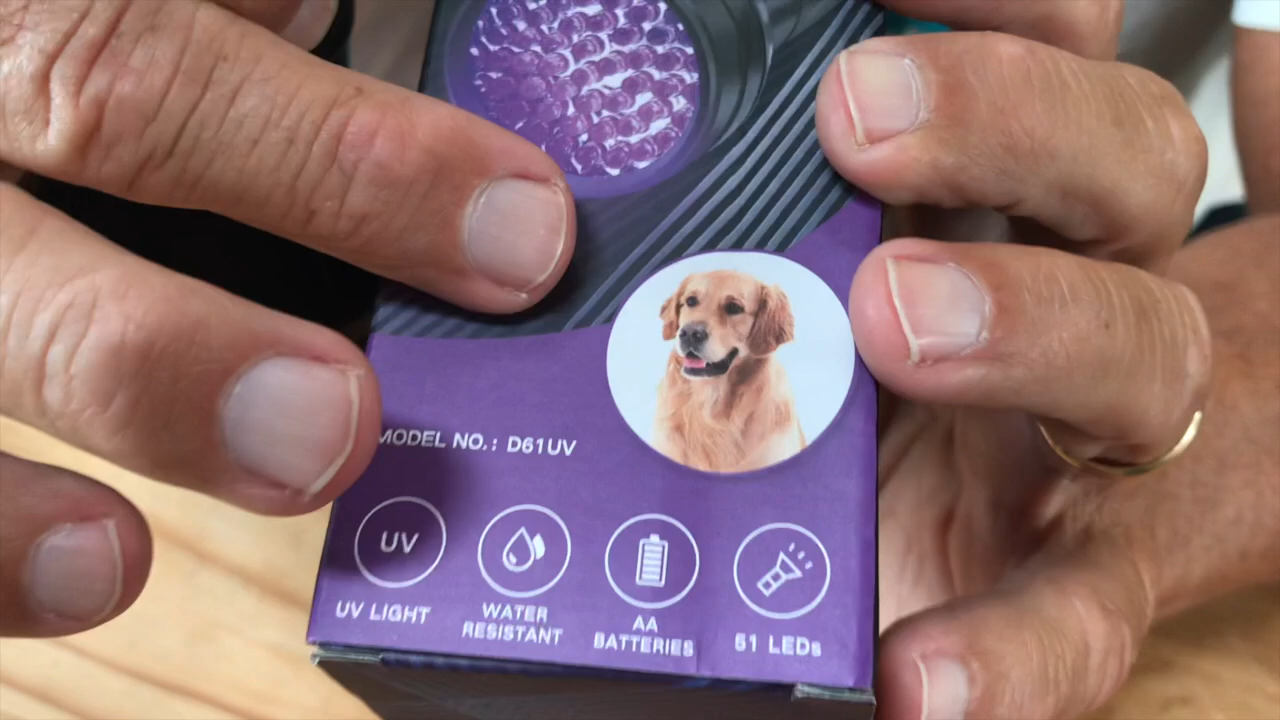 MODEL NO.: D61UV
UV
UV LIGHT
WATER
RESISTANT
AA
BATTERIES
51 LEDs